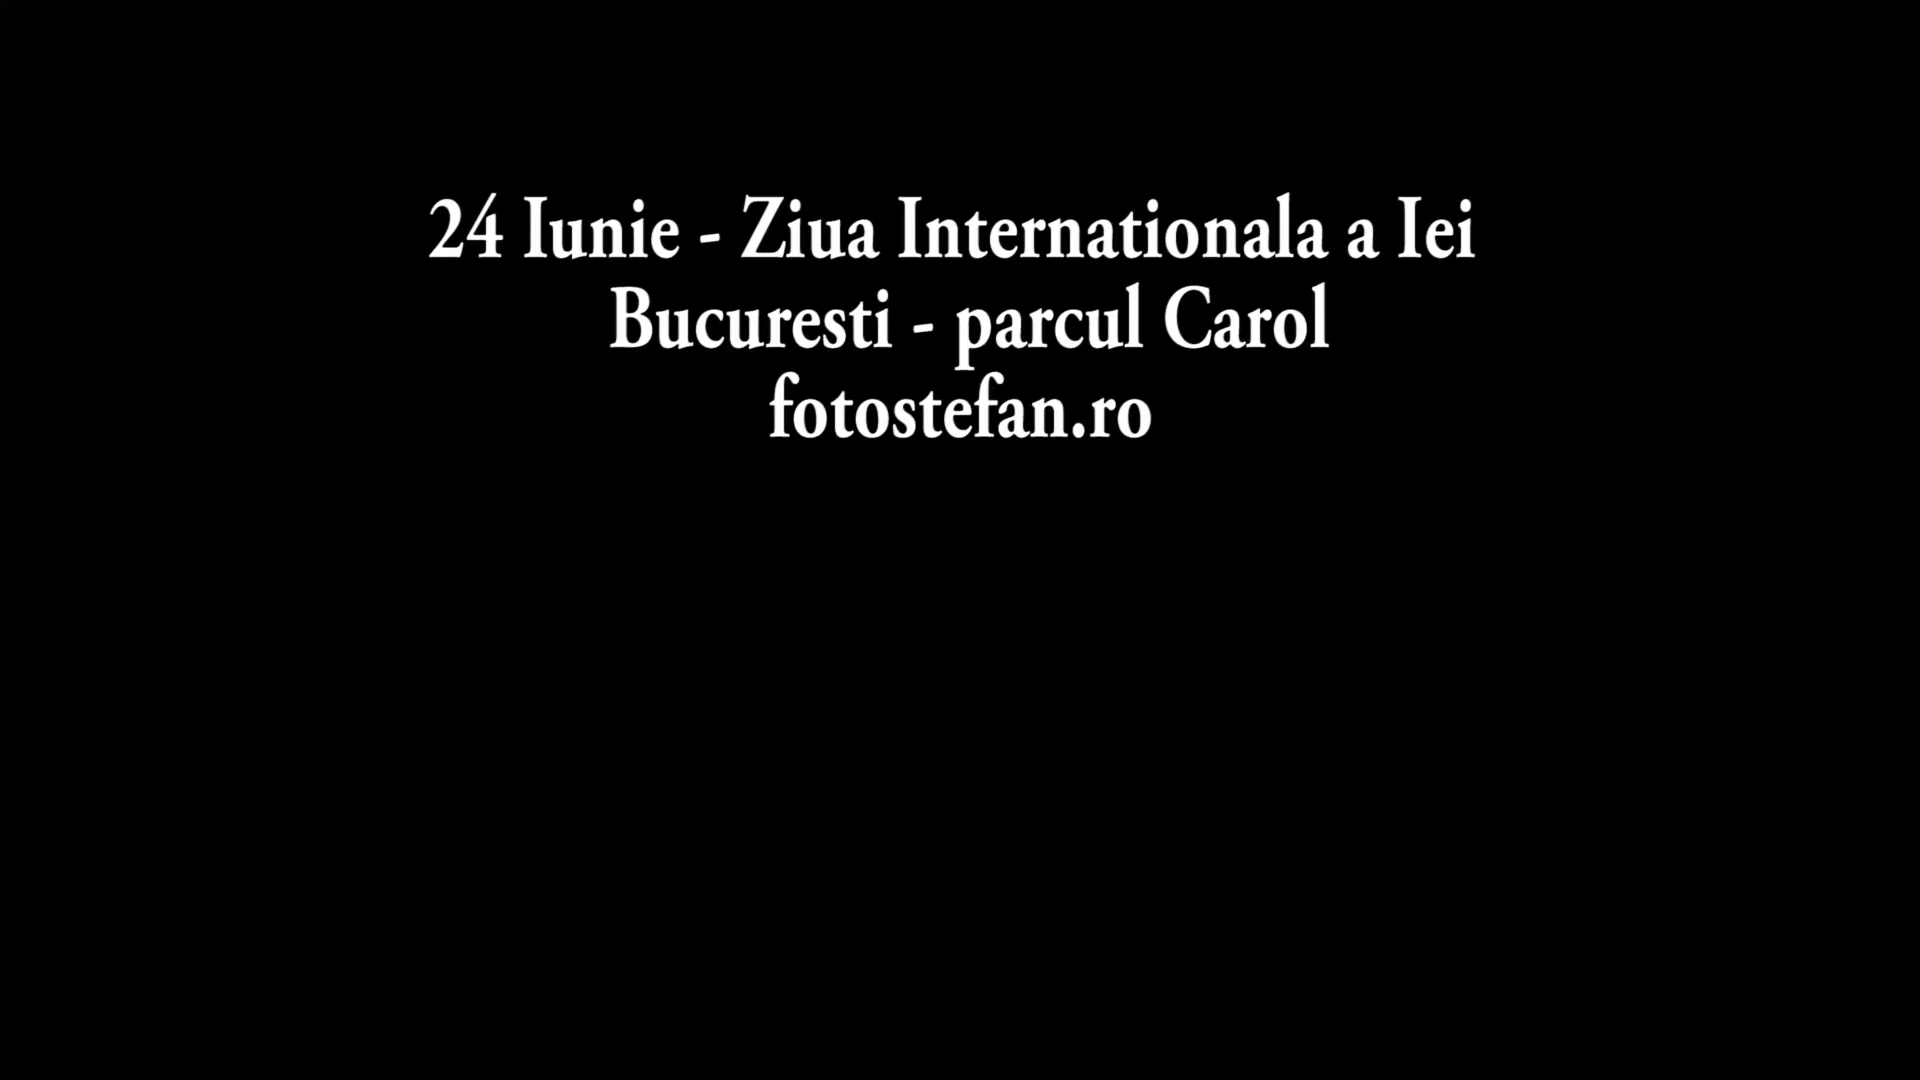 24 Iunie - Ziua Internationala a Iei
Bucuresti - parcul Carol
fotostefan.ro